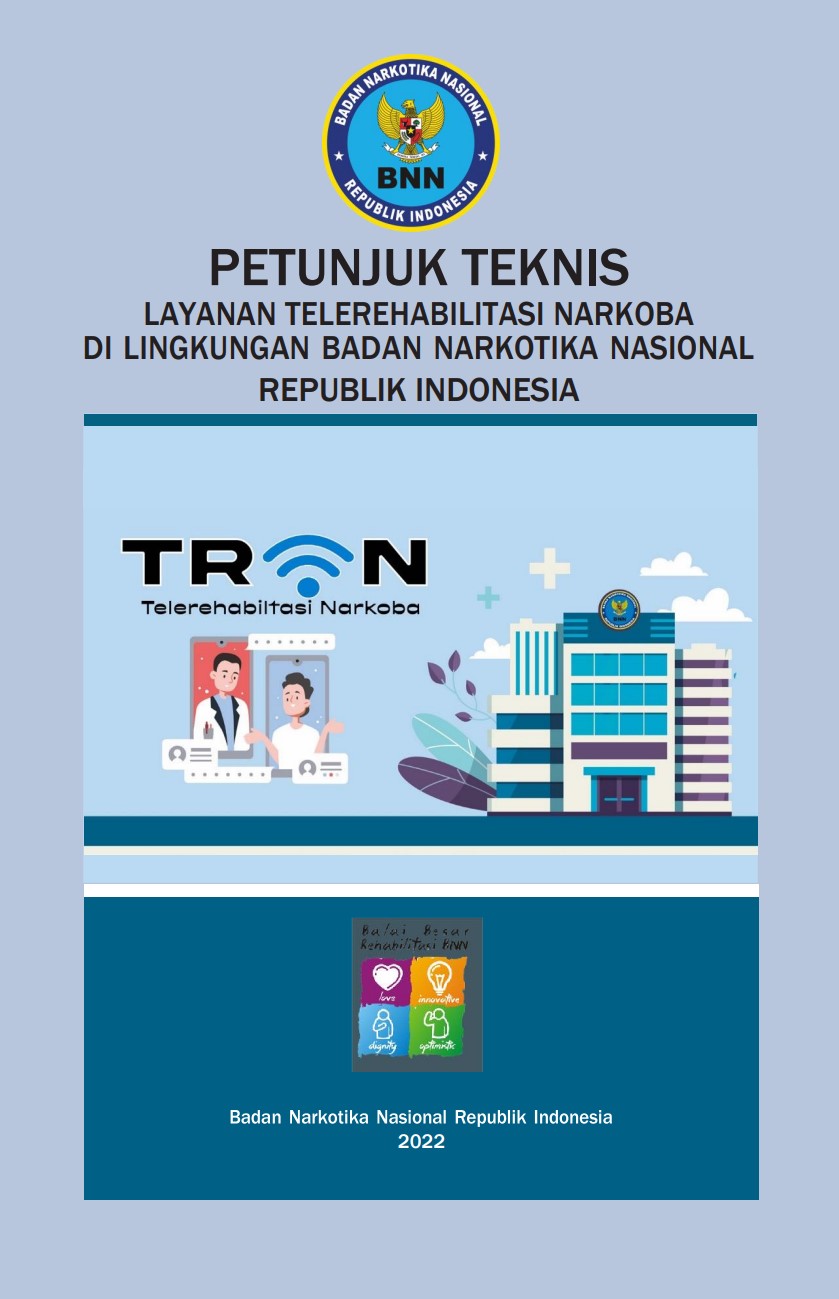 BADAN NARKOTIKA NASIONAL
BNN
REPUBLIK INDONESIA
PETUNJUK TEKNIS
LAYANAN TELEREHABILITASI NARKOBA
DI LINGKUNGAN BADAN NARKOTIKA NASIONAL
REPUBLIK INDONESIA
TRON
Telerehabiltasi Narkoba
BNN
Balai Besar
Rehabilitasi BNN
love
innovative
dignity
optimistic
Badan Narkotika Nasional Republik Indonesia
2022